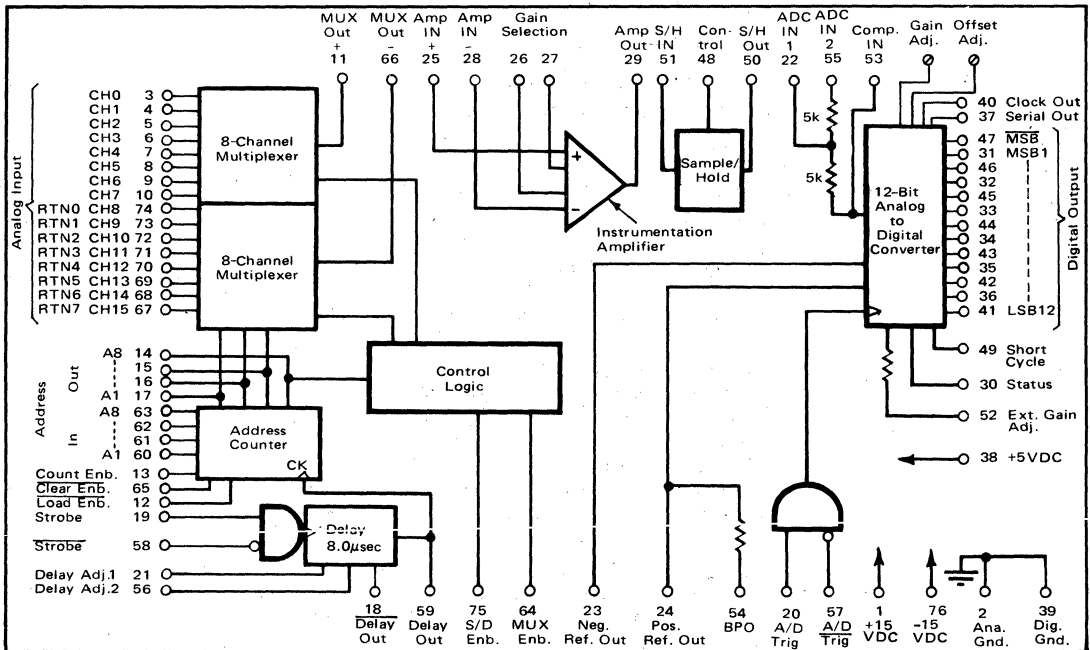 MUX Out + 11
MUX Out - 66
Amp IN + 25
Amp IN - 28
Gain Selection 26 27
Amp Out 29
S/H IN 51
Con- trol 48
S/H Out 50
ADC IN 1 22
ADC IN 2 55
Comp. IN 53
Gain Adj.
Offset Adj.
Analog Input
CH0 3
CH1 4
CH2 5
CH3 6
CH4 7
CH5 8
CH6 9
CH7 10
RTN0 CH8 74
RTN1 CH9 73
RTN2 CH10 72
RTN3 CH11 71
RTN4 CH12 70
RTN5 CH13 69
RTN6 CH14 68
RTN7 CH15 67
8-Channel
Multiplexer
8-Channel
Multiplexer
+
-
Instrumentation
Amplifier
Sample/
Hold
5k
5k
12-Bit
Analog
to
Digital
Converter
40 Clock Out
37 Serial Out
47 MSB
31 MSB1
46
32
45
33
44
34
43
35
42
36
41 LSB12
Digital Output
49 Short
Cycle
30 Status
52 Ext. Gain
Adj.
38 +5VDC
Address
Out
A8 14
15
16
A1 17
In
A8 63
62
61
A1 60
Address
Counter
CK
Control
Logic
Count Enb. 13
Clear Enb. 65
Load Enb. 12
Strobe 19
Strobe 58
Delay
8.0μsec
Delay Adj.1 21
Delay Adj.2 56
18 Delay Out
59 Delay Out
75 S/D Enb.
64 MUX Enb.
23 Neg. Ref. Out
24 Pos. Ref. Out
54 BPO
20 A/D Trig
57 A/D Trig
1 +15 VDC
76 -15 VDC
2 Ana. Gnd.
39 Dig. Gnd.